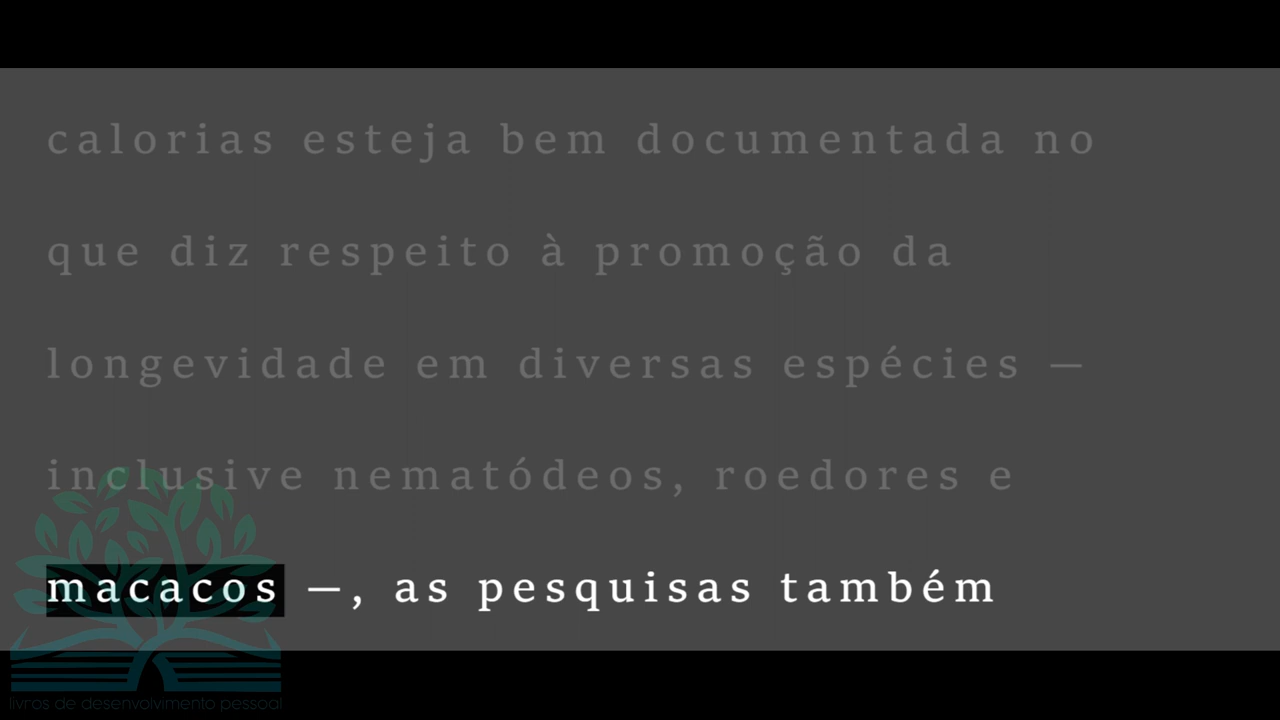 calorias esteja bem documentada no
que diz respeito à promoção da
longevidade em diversas espécies —
inclusive nematódeos, roedores e
macacos —, as pesquisas também
livros de desenvolvimento pessoal